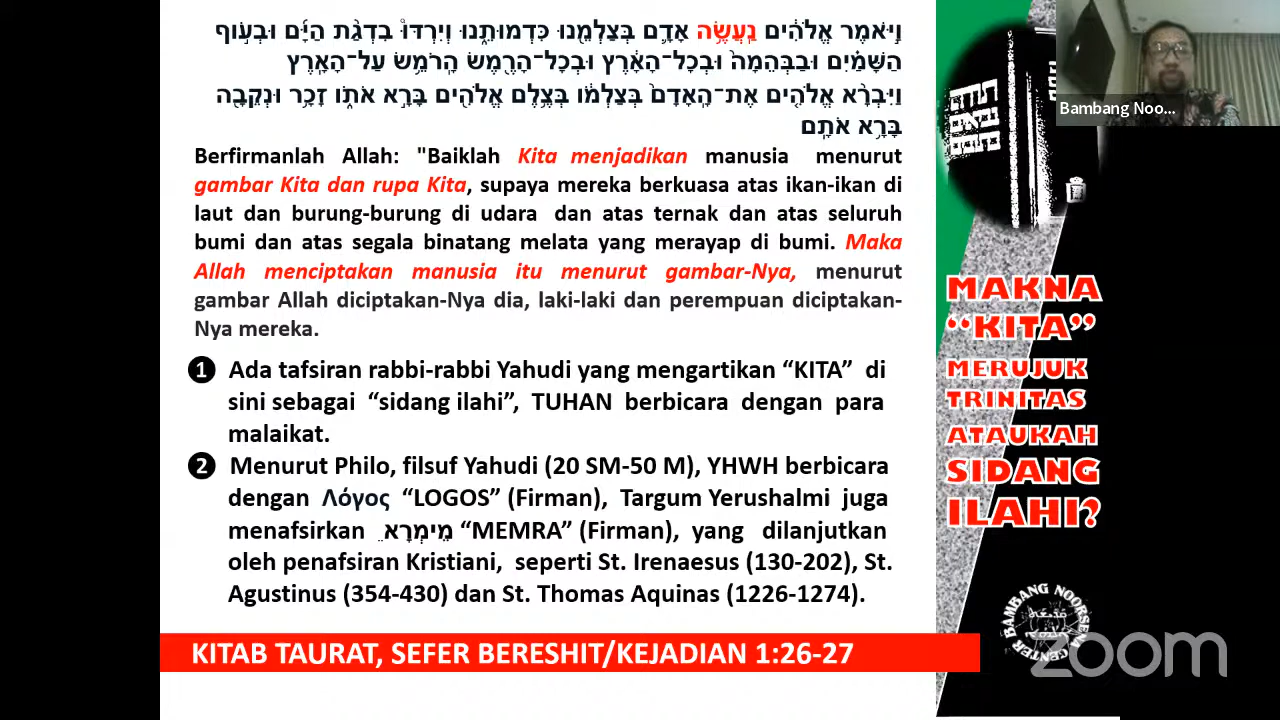 וַיֹּ֣אמֶר אֱלֹהִ֔ים נַֽעֲשֶׂ֥ה אָדָ֛ם בְּצַלְמֵ֖נוּ כִּדְמוּתֵ֑נוּ וְיִרְדּוּ֩ בִדְגַ֨ת הַיָּ֜ם וּבְע֣וֹף
הַשָּׁמַ֗יִם וּבַבְּהֵמָה֙ וּבְכָל־הָאָ֔רֶץ וּבְכָל־הָרֶ֖מֶשׂ הָֽרֹמֵ֥שׂ עַל־הָאָֽרֶץ
וַיִּבְרָ֨א אֱלֹהִ֤ים אֶת־הָֽאָדָם֙ בְּצַלְמ֔וֹ בְּצֶ֥לֶם אֱלֹהִ֖ים בָּרָ֣א אֹת֑וֹ זָכָ֥ר וּנְקֵבָ֖ה
בָּרָ֥א אֹתָֽם
Berfirmanlah Allah: "Baiklah Kita menjadikan manusia menurut
gambar Kita dan rupa Kita, supaya mereka berkuasa atas ikan-ikan di
laut dan burung-burung di udara dan atas ternak dan atas seluruh
bumi dan atas segala binatang melata yang merayap di bumi. Maka
Allah menciptakan manusia itu menurut gambar-Nya, menurut
gambar Allah diciptakan-Nya dia, laki-laki dan perempuan diciptakan-
Nya mereka.
1 Ada tafsiran rabbi-rabbi Yahudi yang mengartikan “KITA” di
sini sebagai “sidang ilahi”, TUHAN berbicara dengan para
malaikat.
2 Menurut Philo, filsuf Yahudi (20 SM-50 M), YHWH berbicara
dengan Λόγος “LOGOS” (Firman), Targum Yerushalmi juga
menafsirkan מֵימְרָא “MEMRA” (Firman), yang dilanjutkan
oleh penafsiran Kristiani, seperti St. Irenaesus (130-202), St.
Agustinus (354-430) dan St. Thomas Aquinas (1226-1274).
KITAB TAURAT, SEFER BERESHIT/KEJADIAN 1:26-27
Bambang Noo...
MAKNA
“KITA”
MERUJUK
TRINITAS
ATAUKAH
SIDANG
ILAHI?
BAMBANG NOORSENA CENTER
zoom